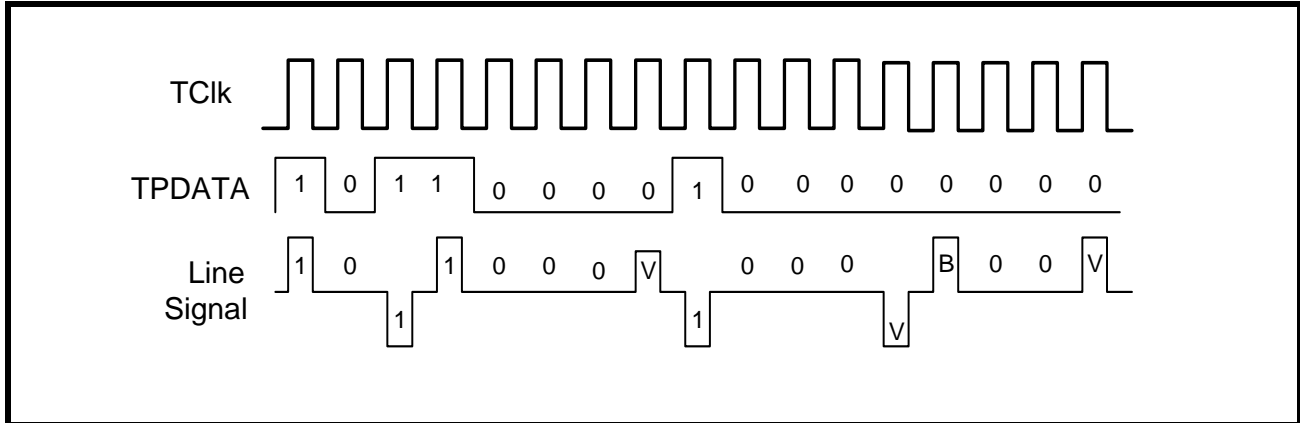 TClk
TPDATA 1 0 1 1 0 0 0 0 1 0 0 0 0 0 0 0 0
Line Signal 1 0 1 1 0 0 0 V 1 0 0 0 V B 0 0 V